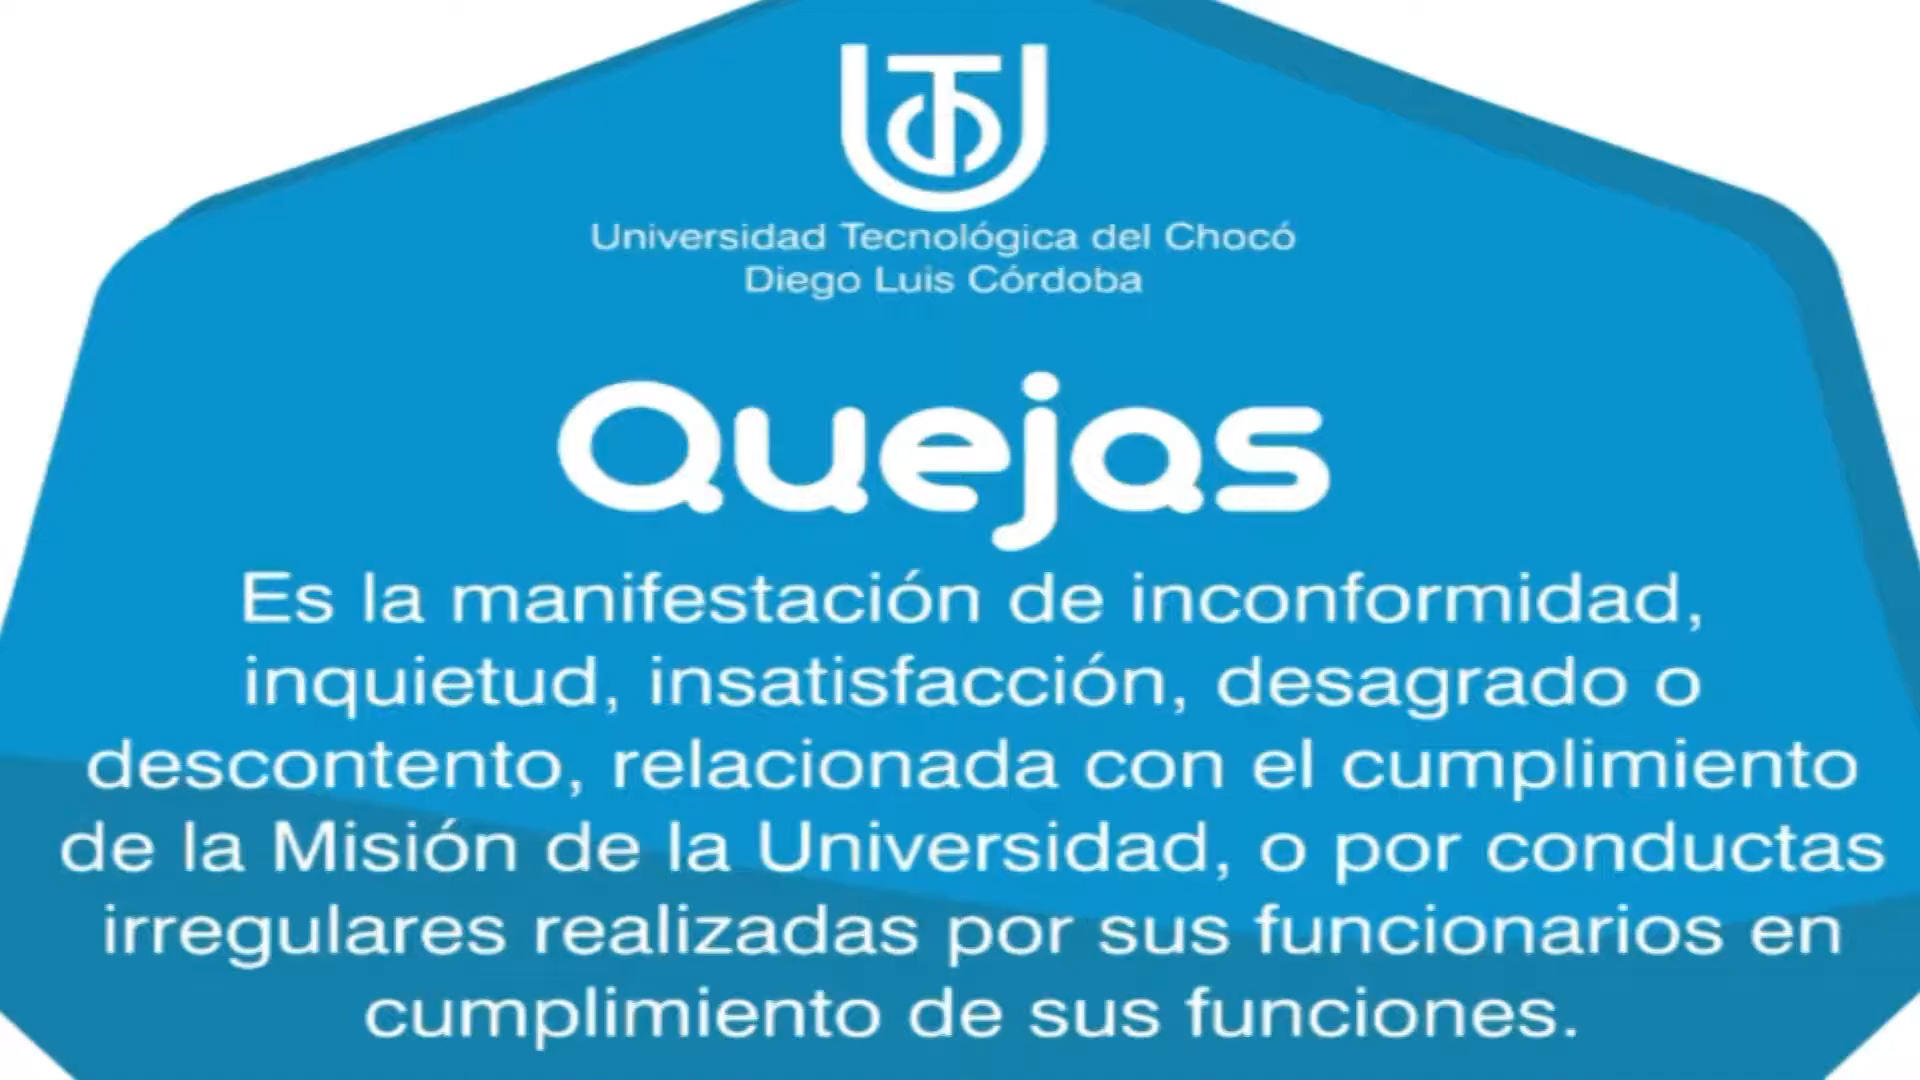 Universidad Tecnológica del Chocó
Diego Luis Córdoba
Quejas
Es la manifestación de inconformidad,
inquietud, insatisfacción, desagrado o
descontento, relacionada con el cumplimiento
de la Misión de la Universidad, o por conductas
irregulares realizadas por sus funcionarios en
cumplimiento de sus funciones.